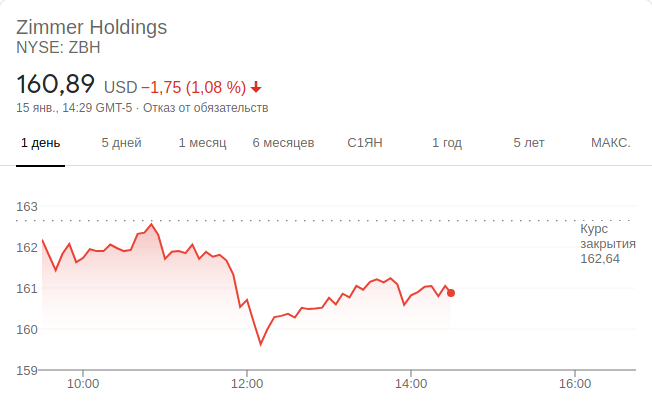 Zimmer Holdings
NYSE: ZBH
160,89 USD −1,75 (1,08 %)
15 янв., 14:29 GMT-5 · Отказ от обязательств
1 день 5 дней 1 месяц 6 месяцев С1ЯН 1 год 5 лет МАКС.
163
Курс
закрытия
162,64
162
161
160
159
10:00 12:00 14:00 16:00